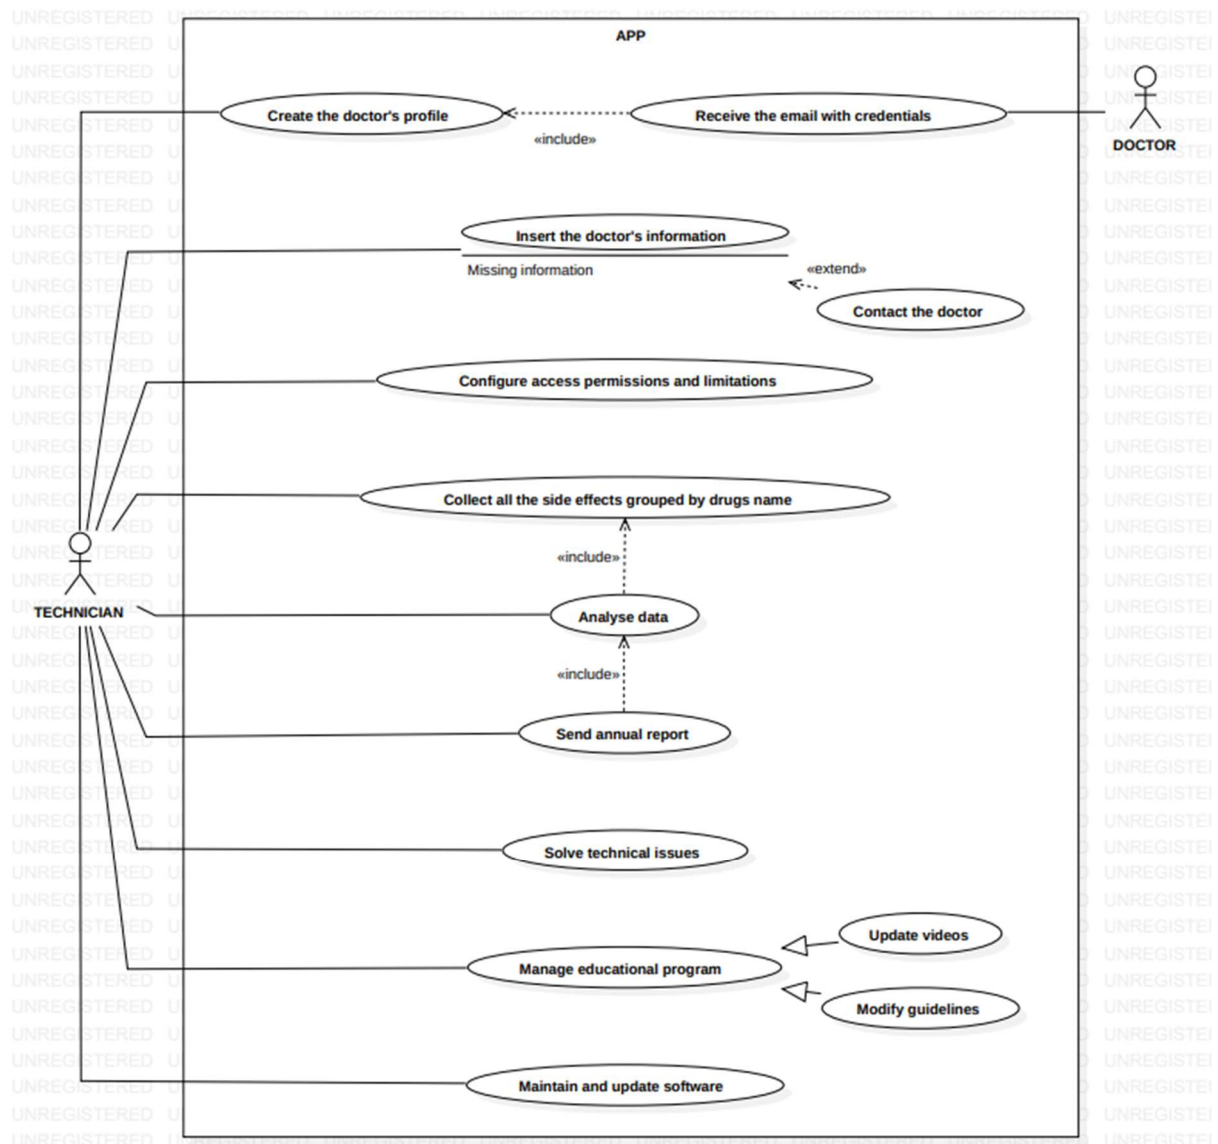 APP
Create the doctor's profile
«include»
Receive the email with credentials
DOCTOR
Insert the doctor's information
Missing information
«extend»
Contact the doctor
Configure access permissions and limitations
Collect all the side effects grouped by drugs name
«include»
TECHNICIAN
Analyse data
«include»
Send annual report
Solve technical issues
Update videos
Manage educational program
Modify guidelines
Maintain and update software
UNREGISTERED